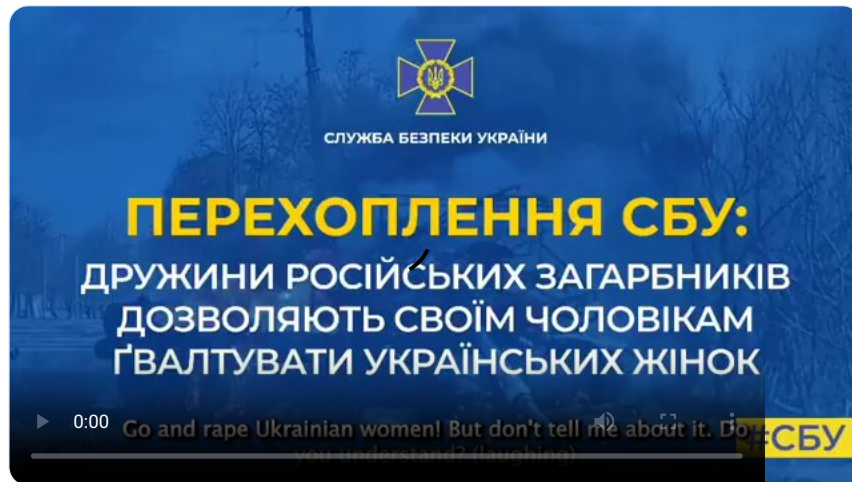 СЛУЖБА БЕЗПЕКИ УКРАЇНИ
ПЕРЕХОПЛЕННЯ СБУ:
ДРУЖИНИ РОСІЙСЬКИХ ЗАГАРБНИКІВ
ДОЗВОЛЯЮТЬ СВОЇМ ЧОЛОВІКАМ
ҐВАЛТУВАТИ УКРАЇНСЬКИХ ЖІНОК
0:00
Go and rape Ukrainian women! But don't tell me about it. Do
you understand? (laughing)
#СБУ